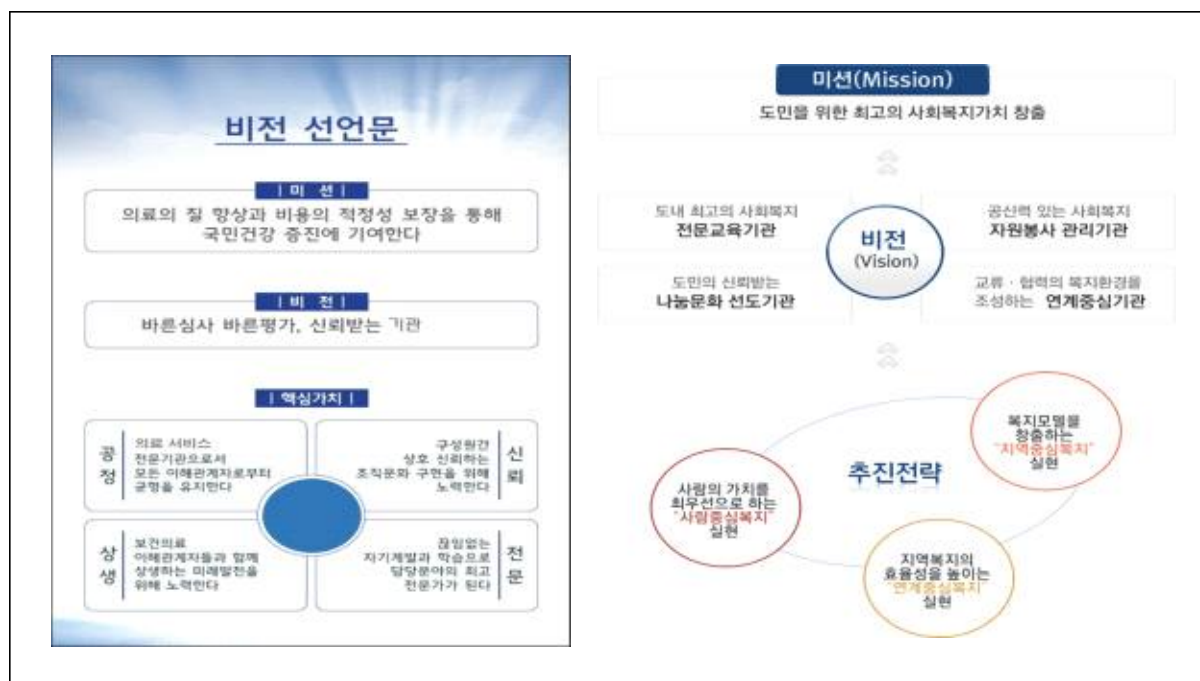 비전 선언문
| 미 선 |
의료의 질 향상과 비용의 적정성 보장을 통해
국민건강 증진에 기여한다
| 비 전 |
바른심사 바른평가, 신뢰받는 기관
| 핵심가치 |
공정
의료 서비스
전문기관으로서
모든 이해관계자로부터
균형을 유지한다
신뢰
구성원간
상호 신뢰하는
조직문화 구현을 위해
노력한다
상생
보건의료
이해관계자들과 함께
상생하는 미래발전을
위해 노력한다
전문
끊임없는
자기계발과 학습으로
담당분야의 최고
전문가가 된다
미션(Mission)
도민을 위한 최고의 사회복지가치 창출
도내 최고의 사회복지
전문교육기관
공신력 있는 사회복지
자원봉사 관리기관
비전
(Vision)
도민의 신뢰받는
나눔문화 선도기관
교류 · 협력의 복지환경을
조성하는 연계중심기관
복지모델을
창출하는
"지역중심복지"
실현
추진전략
사람의 가치를
최우선으로 하는
"사람중심복지"
실현
지역복지의
효율성을 높이는
"연계중심복지"
실현